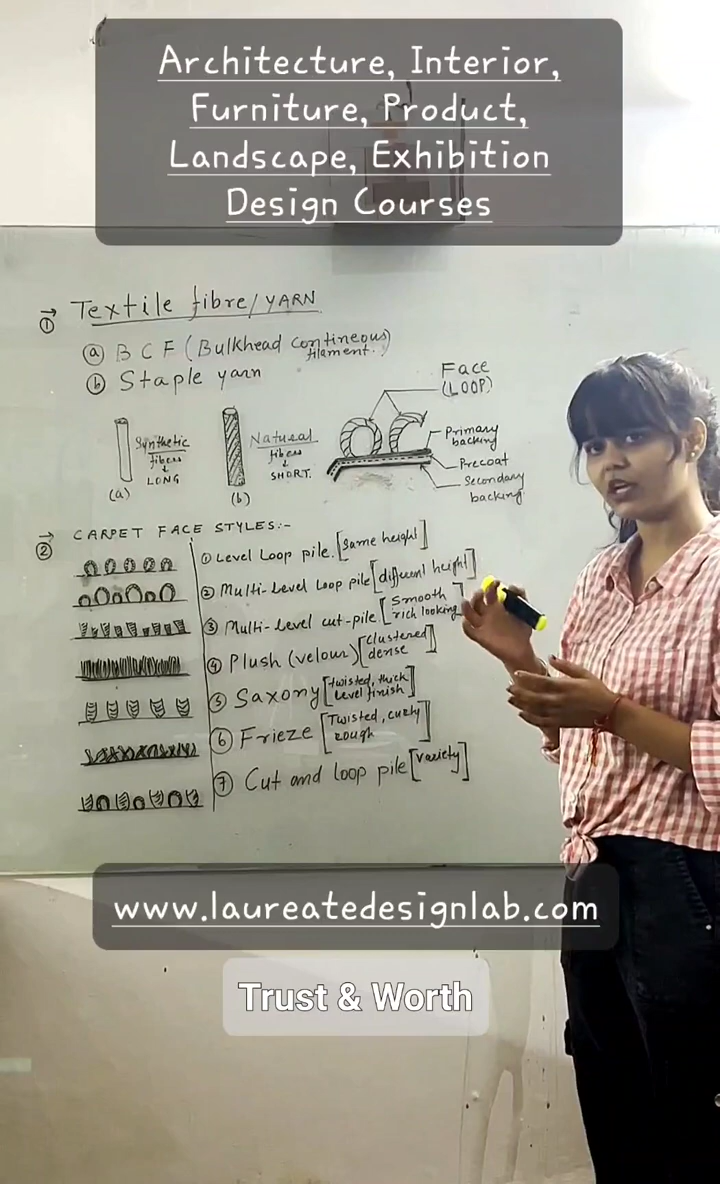 Architecture, Interior,
Furniture, Product,
Landscape, Exhibition
Design Courses
① Textile fibre/YARN
ⓐ BCF (Bulkhead contineous)
filament.
ⓑ Staple yarn
Face
(LOOP)
Primary
backing
Precoat
Secondary
backing
Synthetic
fibers
↓
LONG
(a)
Natural
fibers
↓
SHORT.
(b)
② CARPET FACE STYLES:-
① Level Loop pile. [Same height]
② Multi-Level Loop pile [different height]
③ Multi-level cut-pile [Smooth
rich looking]
④ Plush (velour) [clustered
dense]
⑤ Saxony [twisted, thick
Level finish]
⑥ Frieze [Twisted, curly
rough]
⑦ Cut and loop pile [variety]
www.laureatedesignlab.com
Trust & Worth